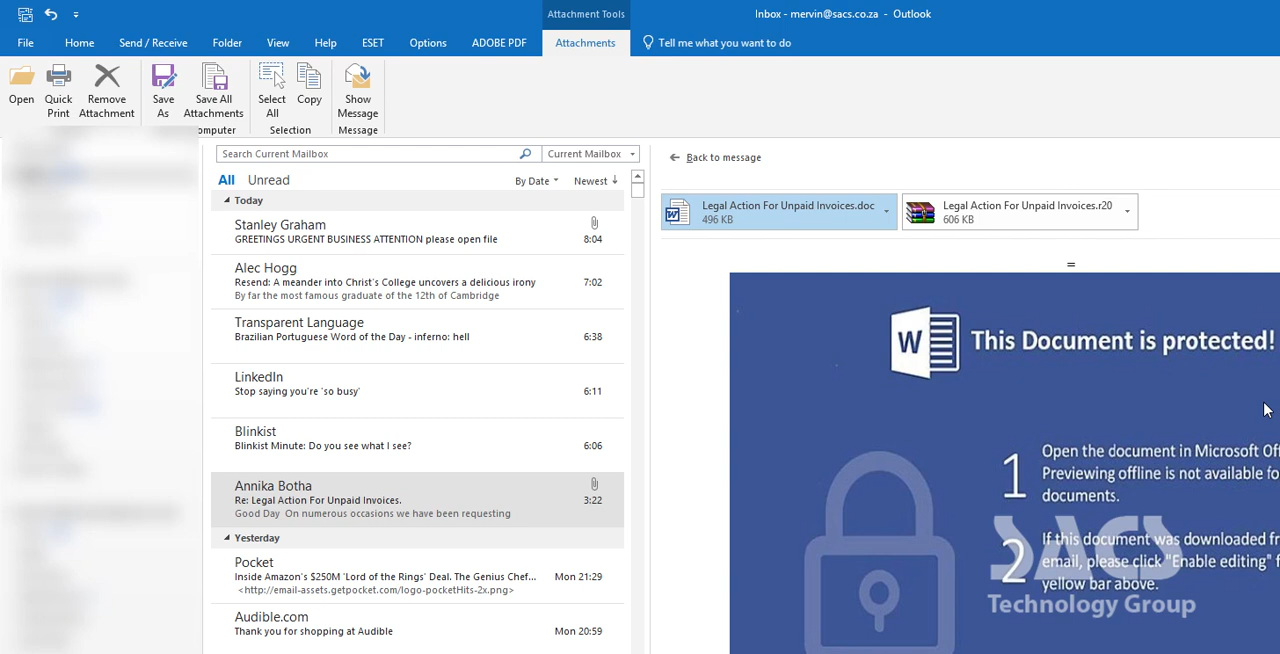 Attachment Tools
Inbox - mervin@sacs.co.za - Outlook
File Home Send / Receive Folder View Help ESET Options ADOBE PDF Attachments Tell me what you want to do
Open
Quick Print
Remove Attachment
Save As
Save All Attachments
Select All
Copy
Show Message
omputer
Selection
Message
Search Current Mailbox
Current Mailbox
All Unread
By Date Newest
Today
Stanley Graham
GREETINGS URGENT BUSINESS ATTENTION please open file 8:04
Alec Hogg
Resend: A meander into Christ's College uncovers a delicious irony 7:02
By far the most famous graduate of the 12th of Cambridge
Transparent Language
Brazilian Portuguese Word of the Day - inferno: hell 6:38
LinkedIn
Stop saying you're 'so busy' 6:11
Blinkist
Blinkist Minute: Do you see what I see? 6:06
Annika Botha
Re: Legal Action For Unpaid Invoices. 3:22
Good Day On numerous occasions we have been requesting
Yesterday
Pocket
Inside Amazon's $250M 'Lord of the Rings' Deal. The Genius Chef... Mon 21:29
<http://email-assets.getpocket.com/logo-pocketHits-2x.png>
Audible.com
Thank you for shopping at Audible Mon 20:59
Back to message
Legal Action For Unpaid Invoices.doc
496 KB
Legal Action For Unpaid Invoices.r20
606 KB
=
W
This Document is protected!
1
Open the document in Microsoft Off
Previewing offline is not available fo
documents.
2
If this document was downloaded fr
email, please click "Enable editing" f
yellow bar above.
SACS
Technology Group